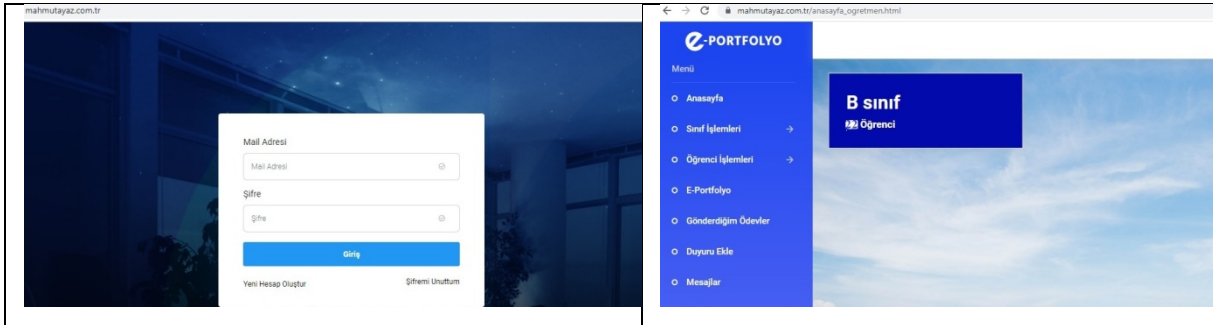 mahmutayaz.com.tr
Mail Adresi
Mail Adresi
Şifre
Şifre
Giriş
Yeni Hesap Oluştur
Şifremi Unuttum
mahmutayaz.com.tr/anasayfa_ogretmen.html
e-PORTFOLYO
Menü
Anasayfa
Sınıf İşlemleri
Öğrenci İşlemleri
E-Portfolyo
Gönderdiğim Ödevler
Duyuru Ekle
Mesajlar
B sınıf
Öğrenci